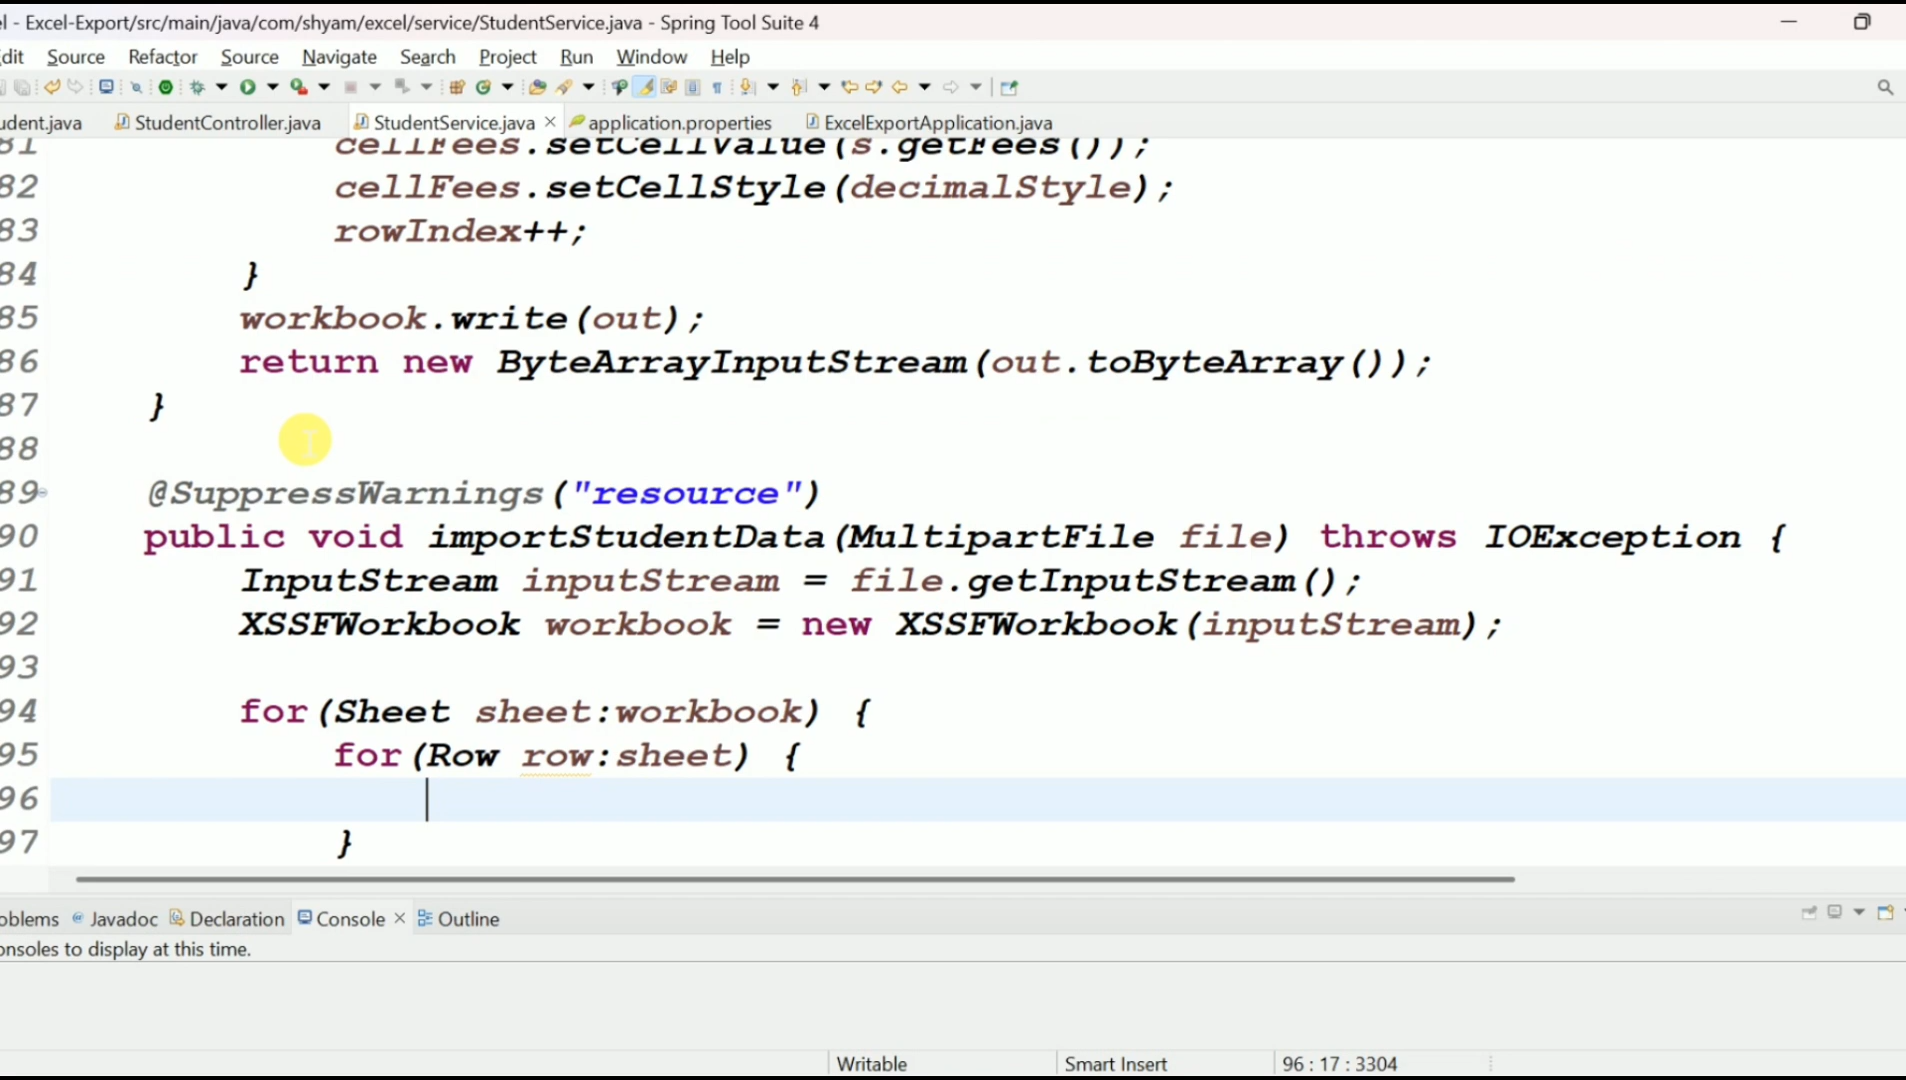 l - Excel-Export/src/main/java/com/shyam/excel/service/StudentService.java - Spring Tool Suite 4
dit Source Refactor Source Navigate Search Project Run Window Help
udent.java StudentController.java StudentService.java application.properties ExcelExportApplication.java
81 cellFees.setCellValue(s.getFees());
82 cellFees.setCellStyle(decimalStyle);
83 rowIndex++;
84 }
85 workbook.write(out);
86 return new ByteArrayInputStream(out.toByteArray());
87 }
88
89 @SuppressWarnings("resource")
90 public void importStudentData(MultipartFile file) throws IOException {
91 InputStream inputStream = file.getInputStream();
92 XSSFWorkbook workbook = new XSSFWorkbook(inputStream);
93
94 for(Sheet sheet:workbook) {
95 for(Row row:sheet) {
96
97 }
oblems Javadoc Declaration Console Outline
onsoles to display at this time.
Writable Smart Insert 96 : 17 : 3304